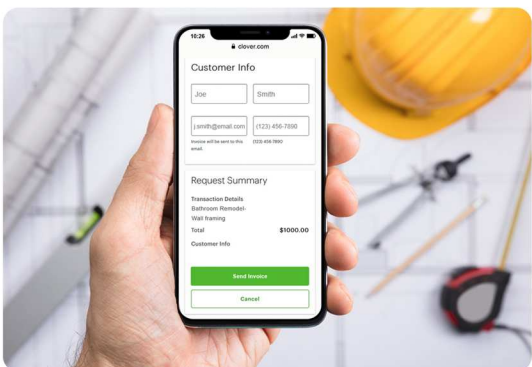 10:26
clover.com
Customer Info
Joe
Smith
j.smith@email.com
(123) 456-7890
Invoice will be sent to this
email.
(123) 456-7890
Request Summary
Transaction Details
Bathroom Remodel-
Wall framing
Total $1000.00
Customer Info
Send Invoice
Cancel